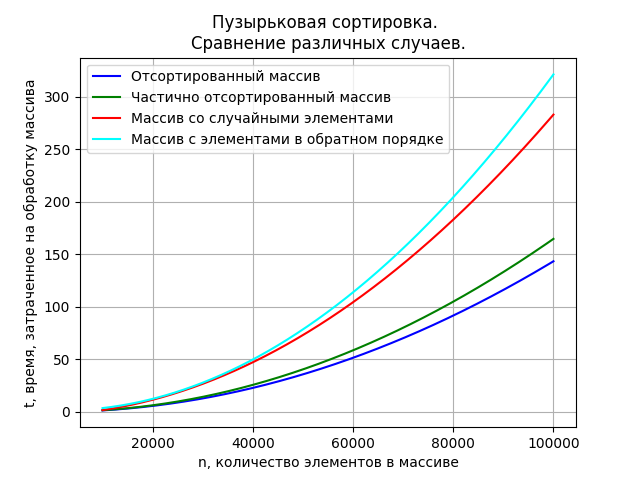 Пузырьковая сортировка.
Сравнение различных случаев.
Отсортированный массив
Частично отсортированный массив
Массив со случайными элементами
Массив с элементами в обратном порядке
t, время, затраченное на обработку массива
300
250
200
150
100
50
0
20000 40000 60000 80000 100000
n, количество элементов в массиве